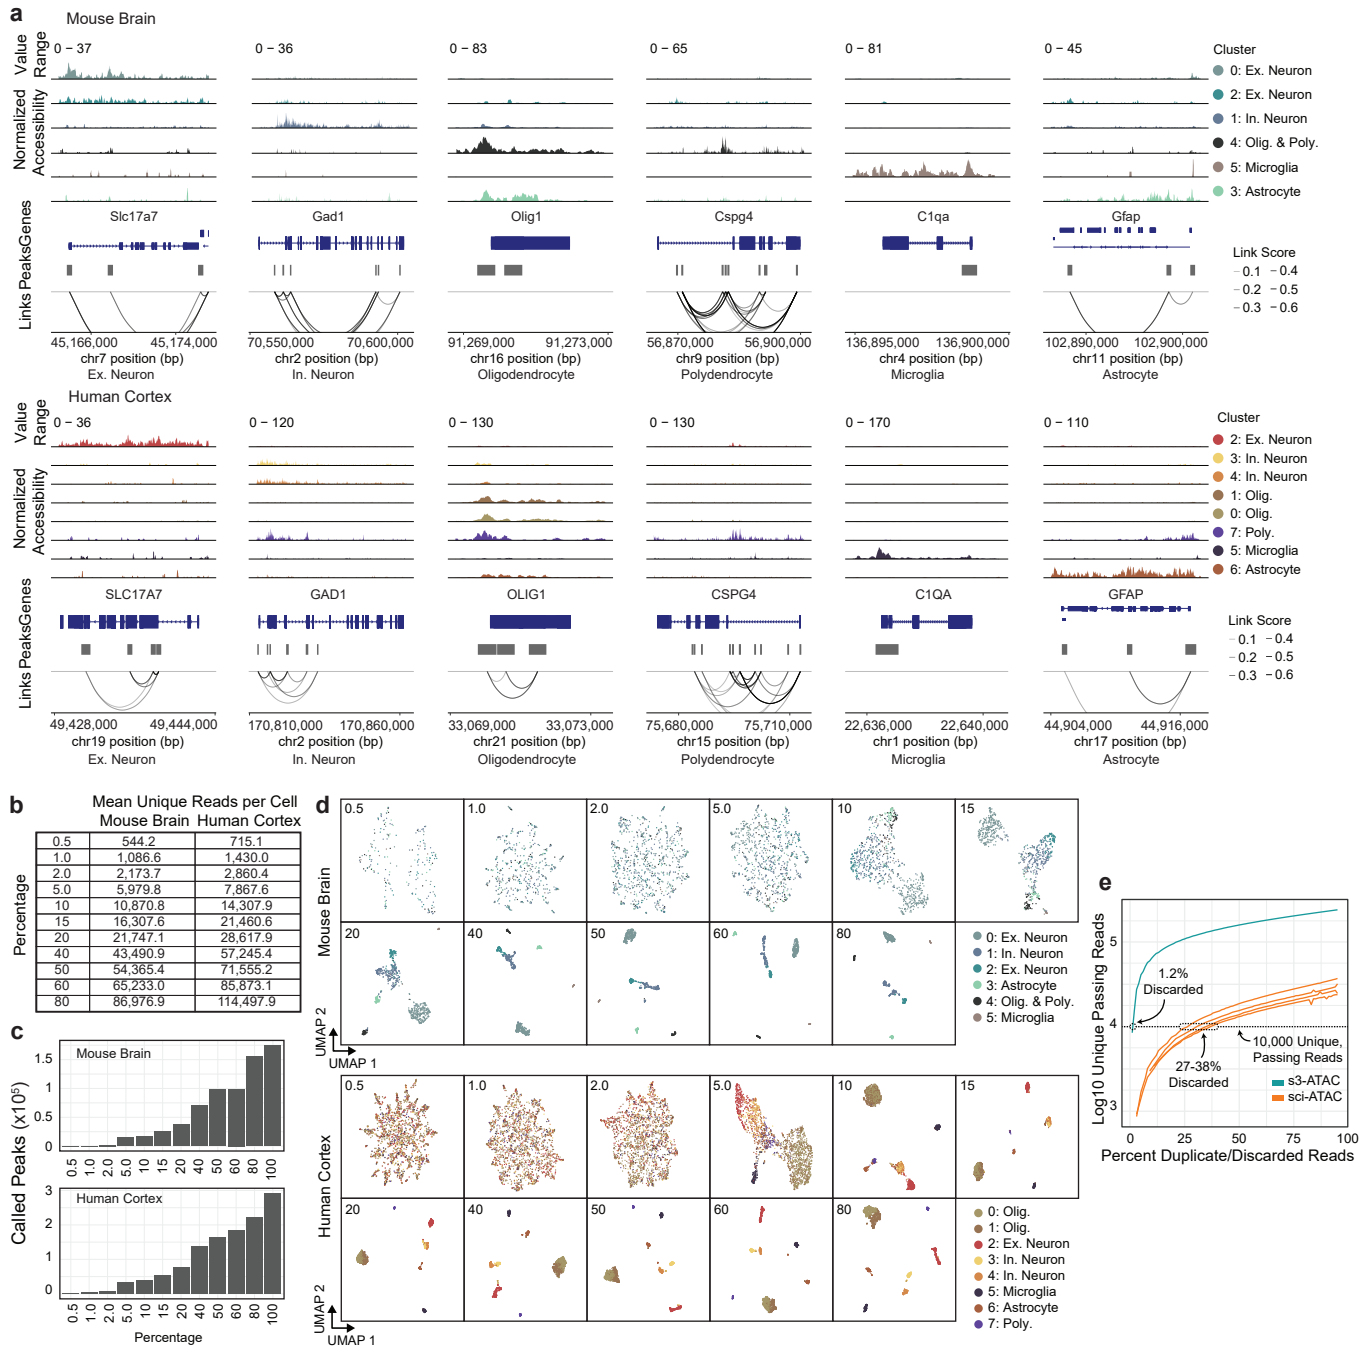 a
Mouse Brain
Value Range
0 – 37
0 – 36
0 – 83
0 – 65
0 – 81
0 – 45
Cluster
0: Ex. Neuron
2: Ex. Neuron
1: In. Neuron
4: Olig. & Poly.
5: Microglia
3: Astrocyte
Normalized Accessibility
Slc17a7
Gad1
Olig1
Cspg4
C1qa
Gfap
Genes
Peaks
Links
Link Score
0.1
0.4
0.2
0.5
0.3
0.6
45,166,000
45,174,000
70,550,000
70,600,000
91,269,000
91,273,000
56,870,000
56,900,000
136,895,000
136,900,000
102,890,000
102,900,000
chr7 position (bp)
chr2 position (bp)
chr16 position (bp)
chr9 position (bp)
chr4 position (bp)
chr11 position (bp)
Ex. Neuron
In. Neuron
Oligodendrocyte
Polydendrocyte
Microglia
Astrocyte
Human Cortex
Value Range
0 – 36
0 – 120
0 – 130
0 – 130
0 – 170
0 – 110
Cluster
2: Ex. Neuron
3: In. Neuron
4: In. Neuron
1: Olig.
0: Olig.
7: Poly.
5: Microglia
6: Astrocyte
Normalized Accessibility
SLC17A7
GAD1
OLIG1
CSPG4
C1QA
GFAP
Genes
Peaks
Links
Link Score
0.1
0.4
0.2
0.5
0.3
0.6
49,428,000
49,444,000
170,810,000
170,860,000
33,069,000
33,073,000
75,680,000
75,710,000
22,636,000
22,640,000
44,904,000
44,916,000
chr19 position (bp)
chr2 position (bp)
chr21 position (bp)
chr15 position (bp)
chr1 position (bp)
chr17 position (bp)
Ex. Neuron
In. Neuron
Oligodendrocyte
Polydendrocyte
Microglia
Astrocyte
b
Mean Unique Reads per Cell
Mouse Brain Human Cortex
Percentage
0.5 544.2 715.1
1.0 1,086.6 1,430.0
2.0 2,173.7 2,860.4
5.0 5,979.8 7,867.6
10 10,870.8 14,307.9
15 16,307.6 21,460.6
20 21,747.1 28,617.9
40 43,490.9 57,245.4
50 54,365.4 71,555.2
60 65,233.0 85,873.1
80 86,976.9 114,497.9
c
Called Peaks (x10⁵)
Mouse Brain
1.5
1
0.5
0
0.5 1.0 2.0 5.0 10 15 20 40 50 60 80 100
Human Cortex
3
2
1
0
0.5 1.0 2.0 5.0 10 15 20 40 50 60 80 100
Percentage
d
Mouse Brain
0.5
1.0
2.0
5.0
10
15
20
40
50
60
80
0: Ex. Neuron
1: In. Neuron
2: Ex. Neuron
3: Astrocyte
4: Olig. & Poly.
5: Microglia
UMAP 2
UMAP 1
Human Cortex
0.5
1.0
2.0
5.0
10
15
20
40
50
60
80
0: Olig.
1: Olig.
2: Ex. Neuron
3: In. Neuron
4: In. Neuron
5: Microglia
6: Astrocyte
7: Poly.
UMAP 2
UMAP 1
e
Log10 Unique Passing Reads
5
4
3
1.2%
Discarded
10,000 Unique,
Passing Reads
27-38%
Discarded
s3-ATAC
sci-ATAC
0 25 50 75 100
Percent Duplicate/Discarded Reads